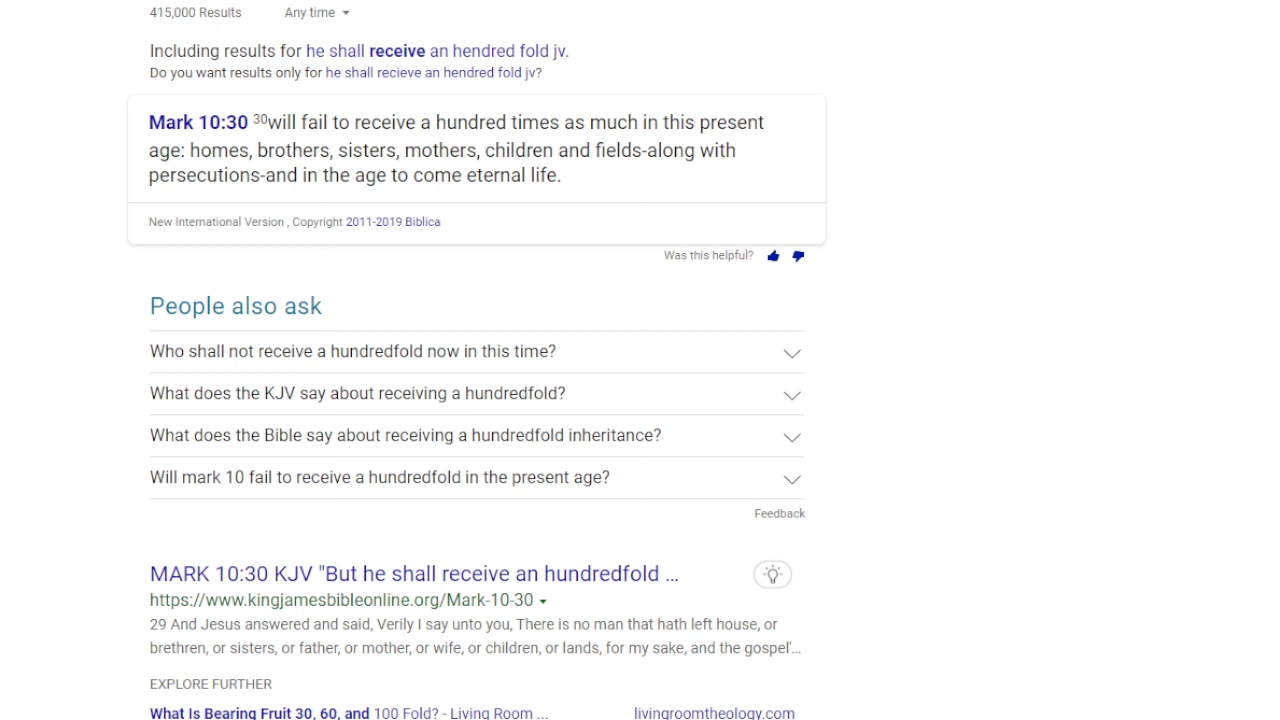 415,000 Results Any time
Including results for he shall receive an hendred fold jv.
Do you want results only for he shall recieve an hendred fold jv?
Mark 10:30 30will fail to receive a hundred times as much in this present
age: homes, brothers, sisters, mothers, children and fields-along with
persecutions-and in the age to come eternal life.
New International Version , Copyright 2011-2019 Biblica
Was this helpful?
People also ask
Who shall not receive a hundredfold now in this time?
What does the KJV say about receiving a hundredfold?
What does the Bible say about receiving a hundredfold inheritance?
Will mark 10 fail to receive a hundredfold in the present age?
Feedback
MARK 10:30 KJV "But he shall receive an hundredfold ...
https://www.kingjamesbibleonline.org/Mark-10-30
29 And Jesus answered and said, Verily I say unto you, There is no man that hath left house, or
brethren, or sisters, or father, or mother, or wife, or children, or lands, for my sake, and the gospel'...
EXPLORE FURTHER
What Is Bearing Fruit 30, 60, and 100 Fold? - Living Room ... livingroomtheology.com